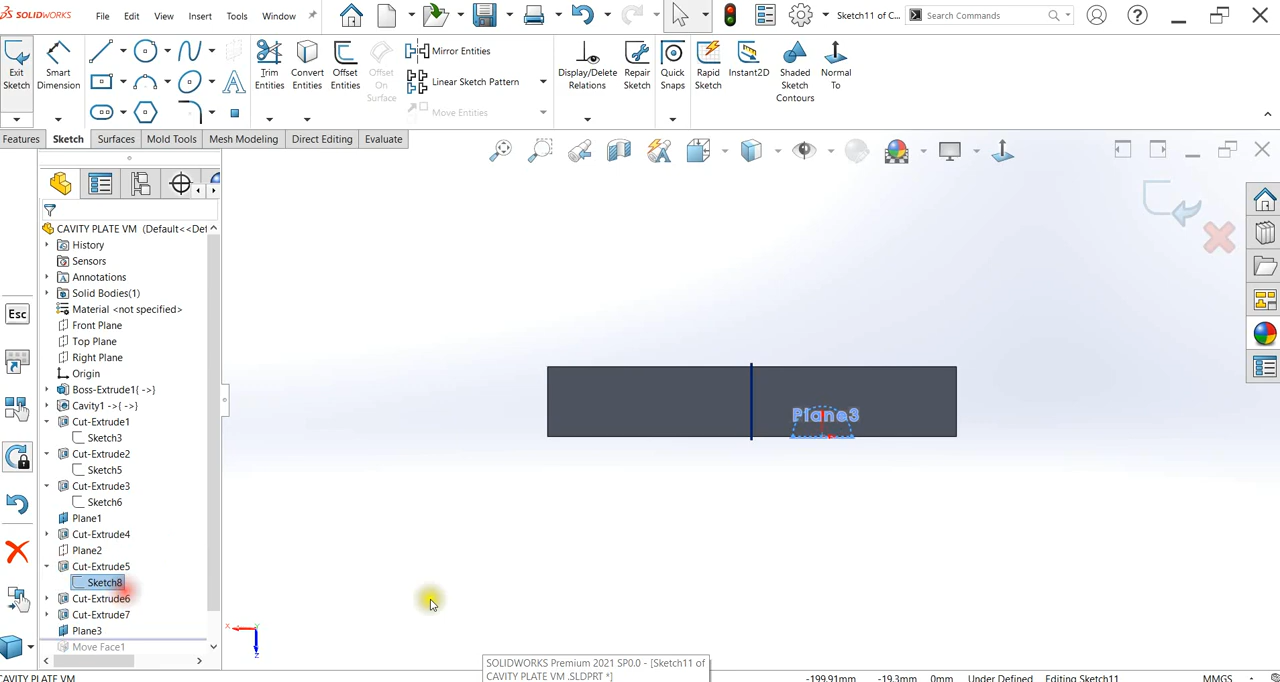 SOLIDWORKS File Edit View Insert Tools Window Sketch11 of C... Search Commands
Exit Sketch
Smart Dimension
Trim Entities
Convert Entities
Offset Entities
Offset On Surface
Mirror Entities
Linear Sketch Pattern
Move Entities
Display/Delete Relations
Repair Sketch
Quick Snaps
Rapid Sketch
Instant2D
Shaded Sketch Contours
Normal To
Features Sketch Surfaces Mold Tools Mesh Modeling Direct Editing Evaluate
CAVITY PLATE VM (Default<<Def
History
Sensors
Annotations
Solid Bodies(1)
Material <not specified>
Front Plane
Top Plane
Right Plane
Origin
Boss-Extrude1{ ->}
Cavity1 ->{ ->}
Cut-Extrude1
Sketch3
Cut-Extrude2
Sketch5
Cut-Extrude3
Sketch6
Plane1
Cut-Extrude4
Plane2
Cut-Extrude5
Sketch8
Cut-Extrude6
Cut-Extrude7
Plane3
Move Face1
Esc
Plane3
X
Y
Z
SOLIDWORKS Premium 2021 SP0.0 - [Sketch11 of
CAVITY PLATE VM .SLDPRT *]
CAVITY PLATE VM -199.91mm -19.3mm 0mm Under Defined Editing Sketch11 MMGS